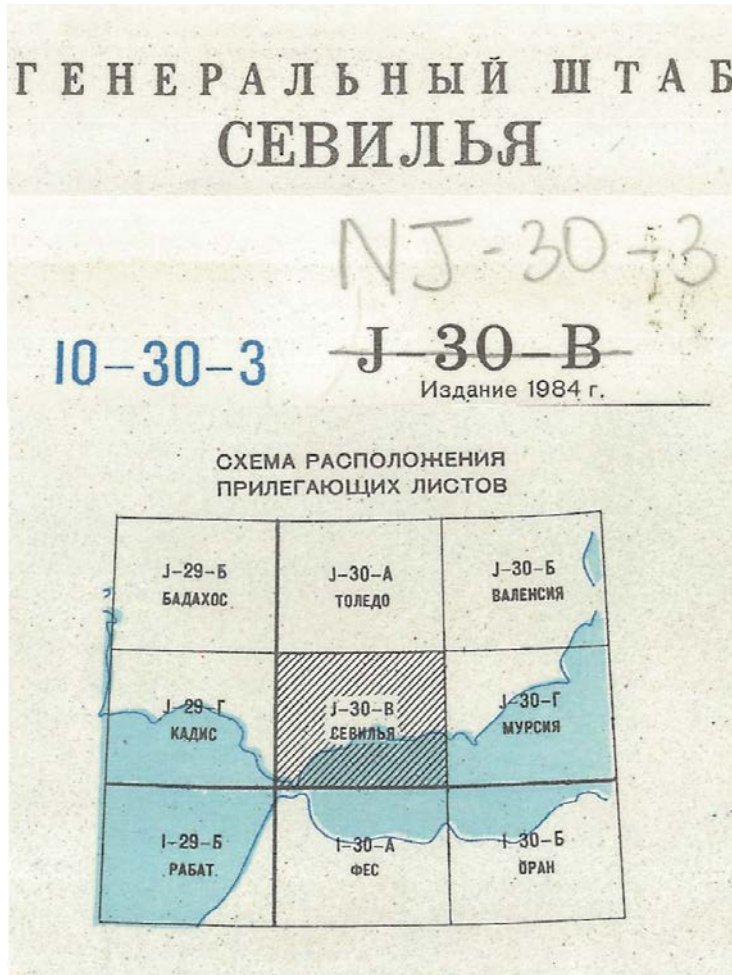 ГЕНЕРАЛЬНЫЙ ШТАБ
СЕВИЛЬЯ
NJ-30-3
10-30-3
J-30-В
Издание 1984 г.
СХЕМА РАСПОЛОЖЕНИЯ
ПРИЛЕГАЮЩИХ ЛИСТОВ
J-29-Б
БАДАХОС
J-30-А
ТОЛЕДО
J-30-Б
ВАЛЕНСИЯ
J-29-Г
КАДИС
J-30-В
СЕВИЛЬЯ
J-30-Г
МУРСИЯ
I-29-Б
РАБАТ
I-30-А
ФЕС
I-30-Б
ОРАН